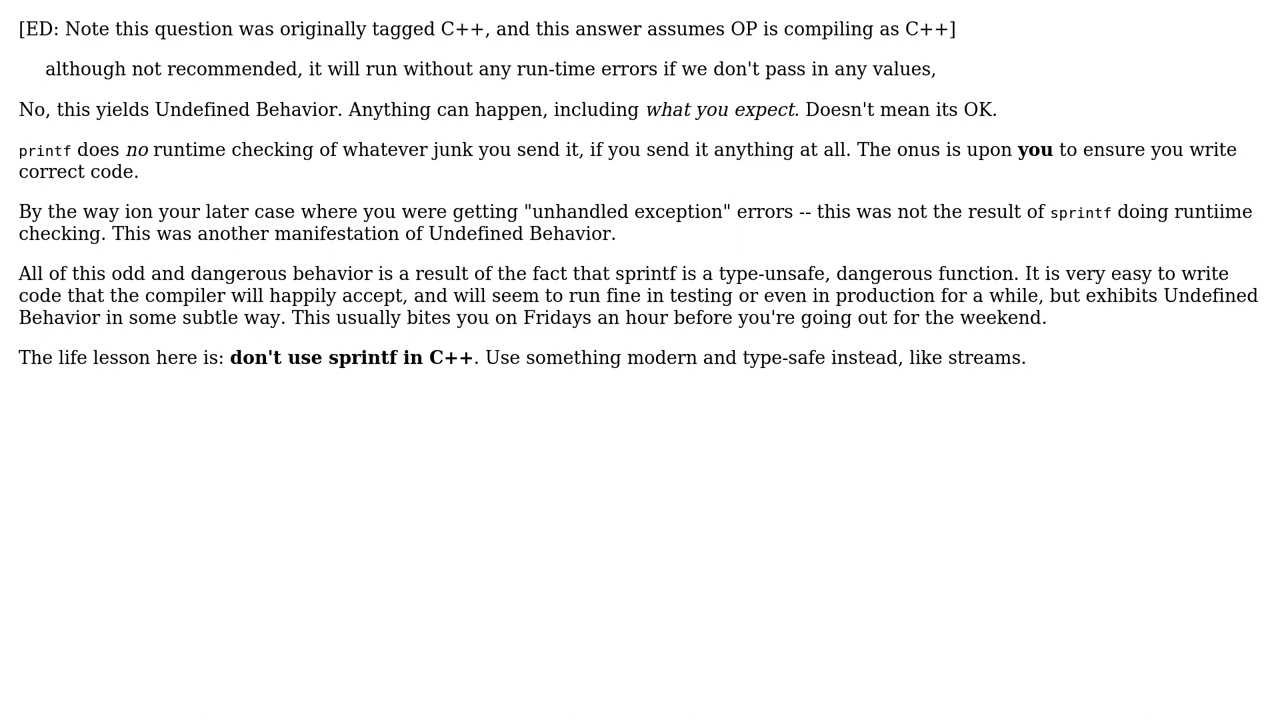 [ED: Note this question was originally tagged C++, and this answer assumes OP is compiling as C++]
although not recommended, it will run without any run-time errors if we don't pass in any values,
No, this yields Undefined Behavior. Anything can happen, including what you expect. Doesn't mean its OK.
printf does no runtime checking of whatever junk you send it, if you send it anything at all. The onus is upon you to ensure you write
correct code.
By the way ion your later case where you were getting "unhandled exception" errors -- this was not the result of sprintf doing runtiime
checking. This was another manifestation of Undefined Behavior.
All of this odd and dangerous behavior is a result of the fact that sprintf is a type-unsafe, dangerous function. It is very easy to write
code that the compiler will happily accept, and will seem to run fine in testing or even in production for a while, but exhibits Undefined
Behavior in some subtle way. This usually bites you on Fridays an hour before you're going out for the weekend.
The life lesson here is: don't use sprintf in C++. Use something modern and type-safe instead, like streams.